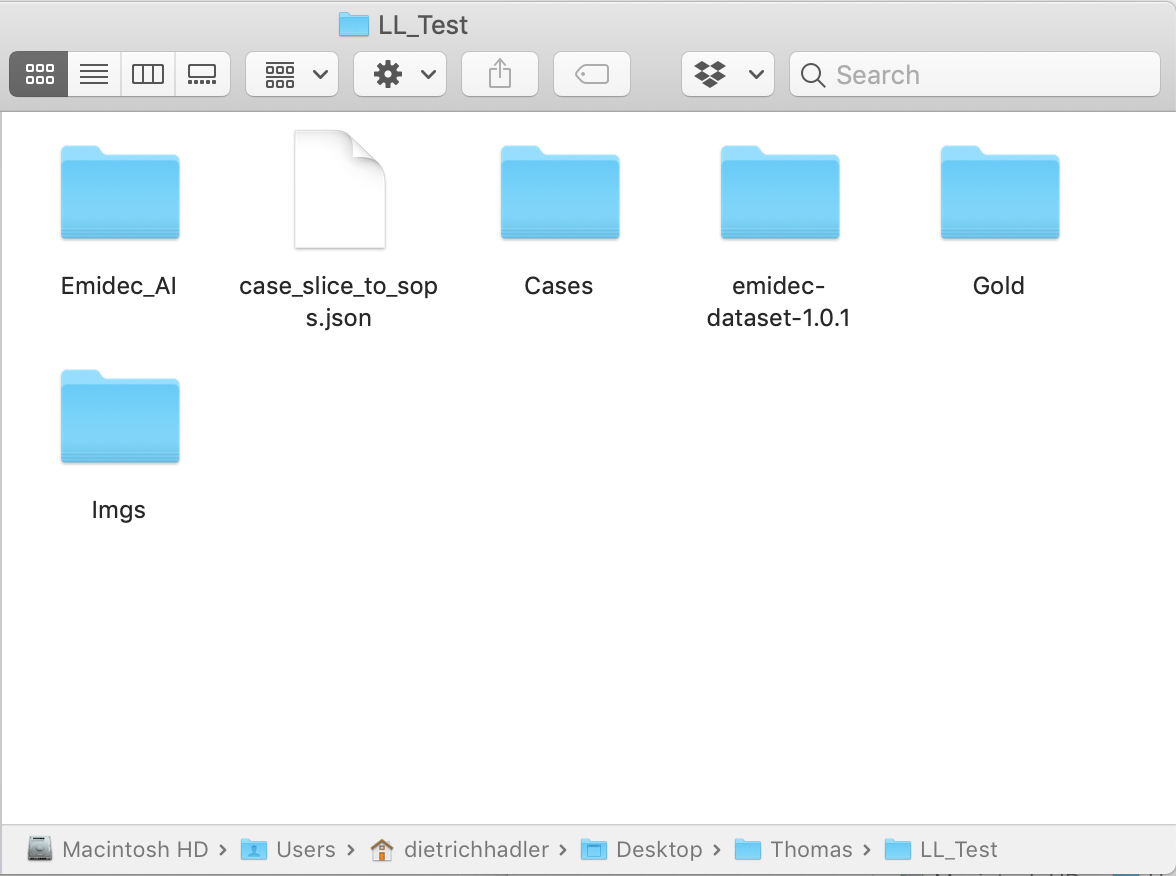 LL_Test
Search
Emidec_AI
case_slice_to_sop
s.json
Cases
emidec-
dataset-1.0.1
Gold
Imgs
Macintosh HD › Users › dietrichhadler › Desktop › Thomas › LL_Test